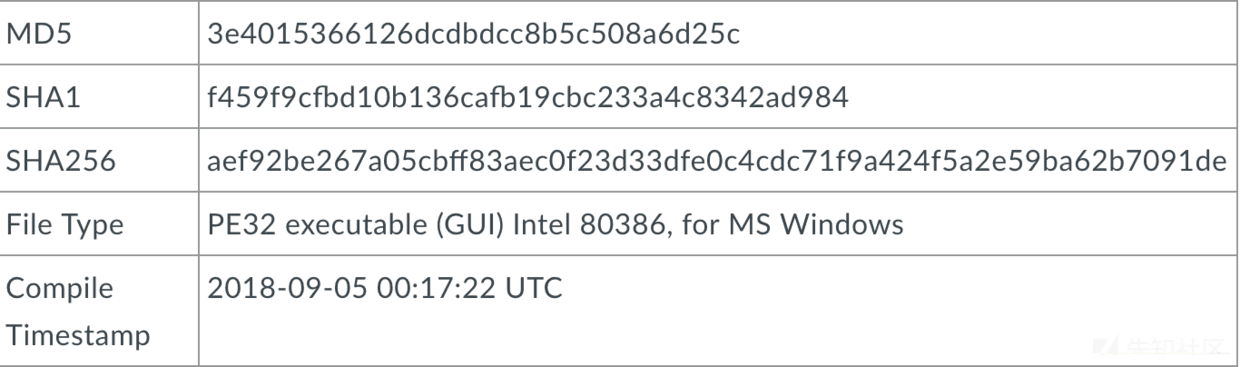 MD5 3e4015366126dcdbdcc8b5c508a6d25c
SHA1 f459f9cfbd10b136cafb19cbc233a4c8342ad984
SHA256 aef92be267a05cbff83aec0f23d33dfe0c4cdc71f9a424f5a2e59ba62b7091de
File Type PE32 executable (GUI) Intel 80386, for MS Windows
Compile 2018-09-05 00:17:22 UTC
Timestamp
先知社区